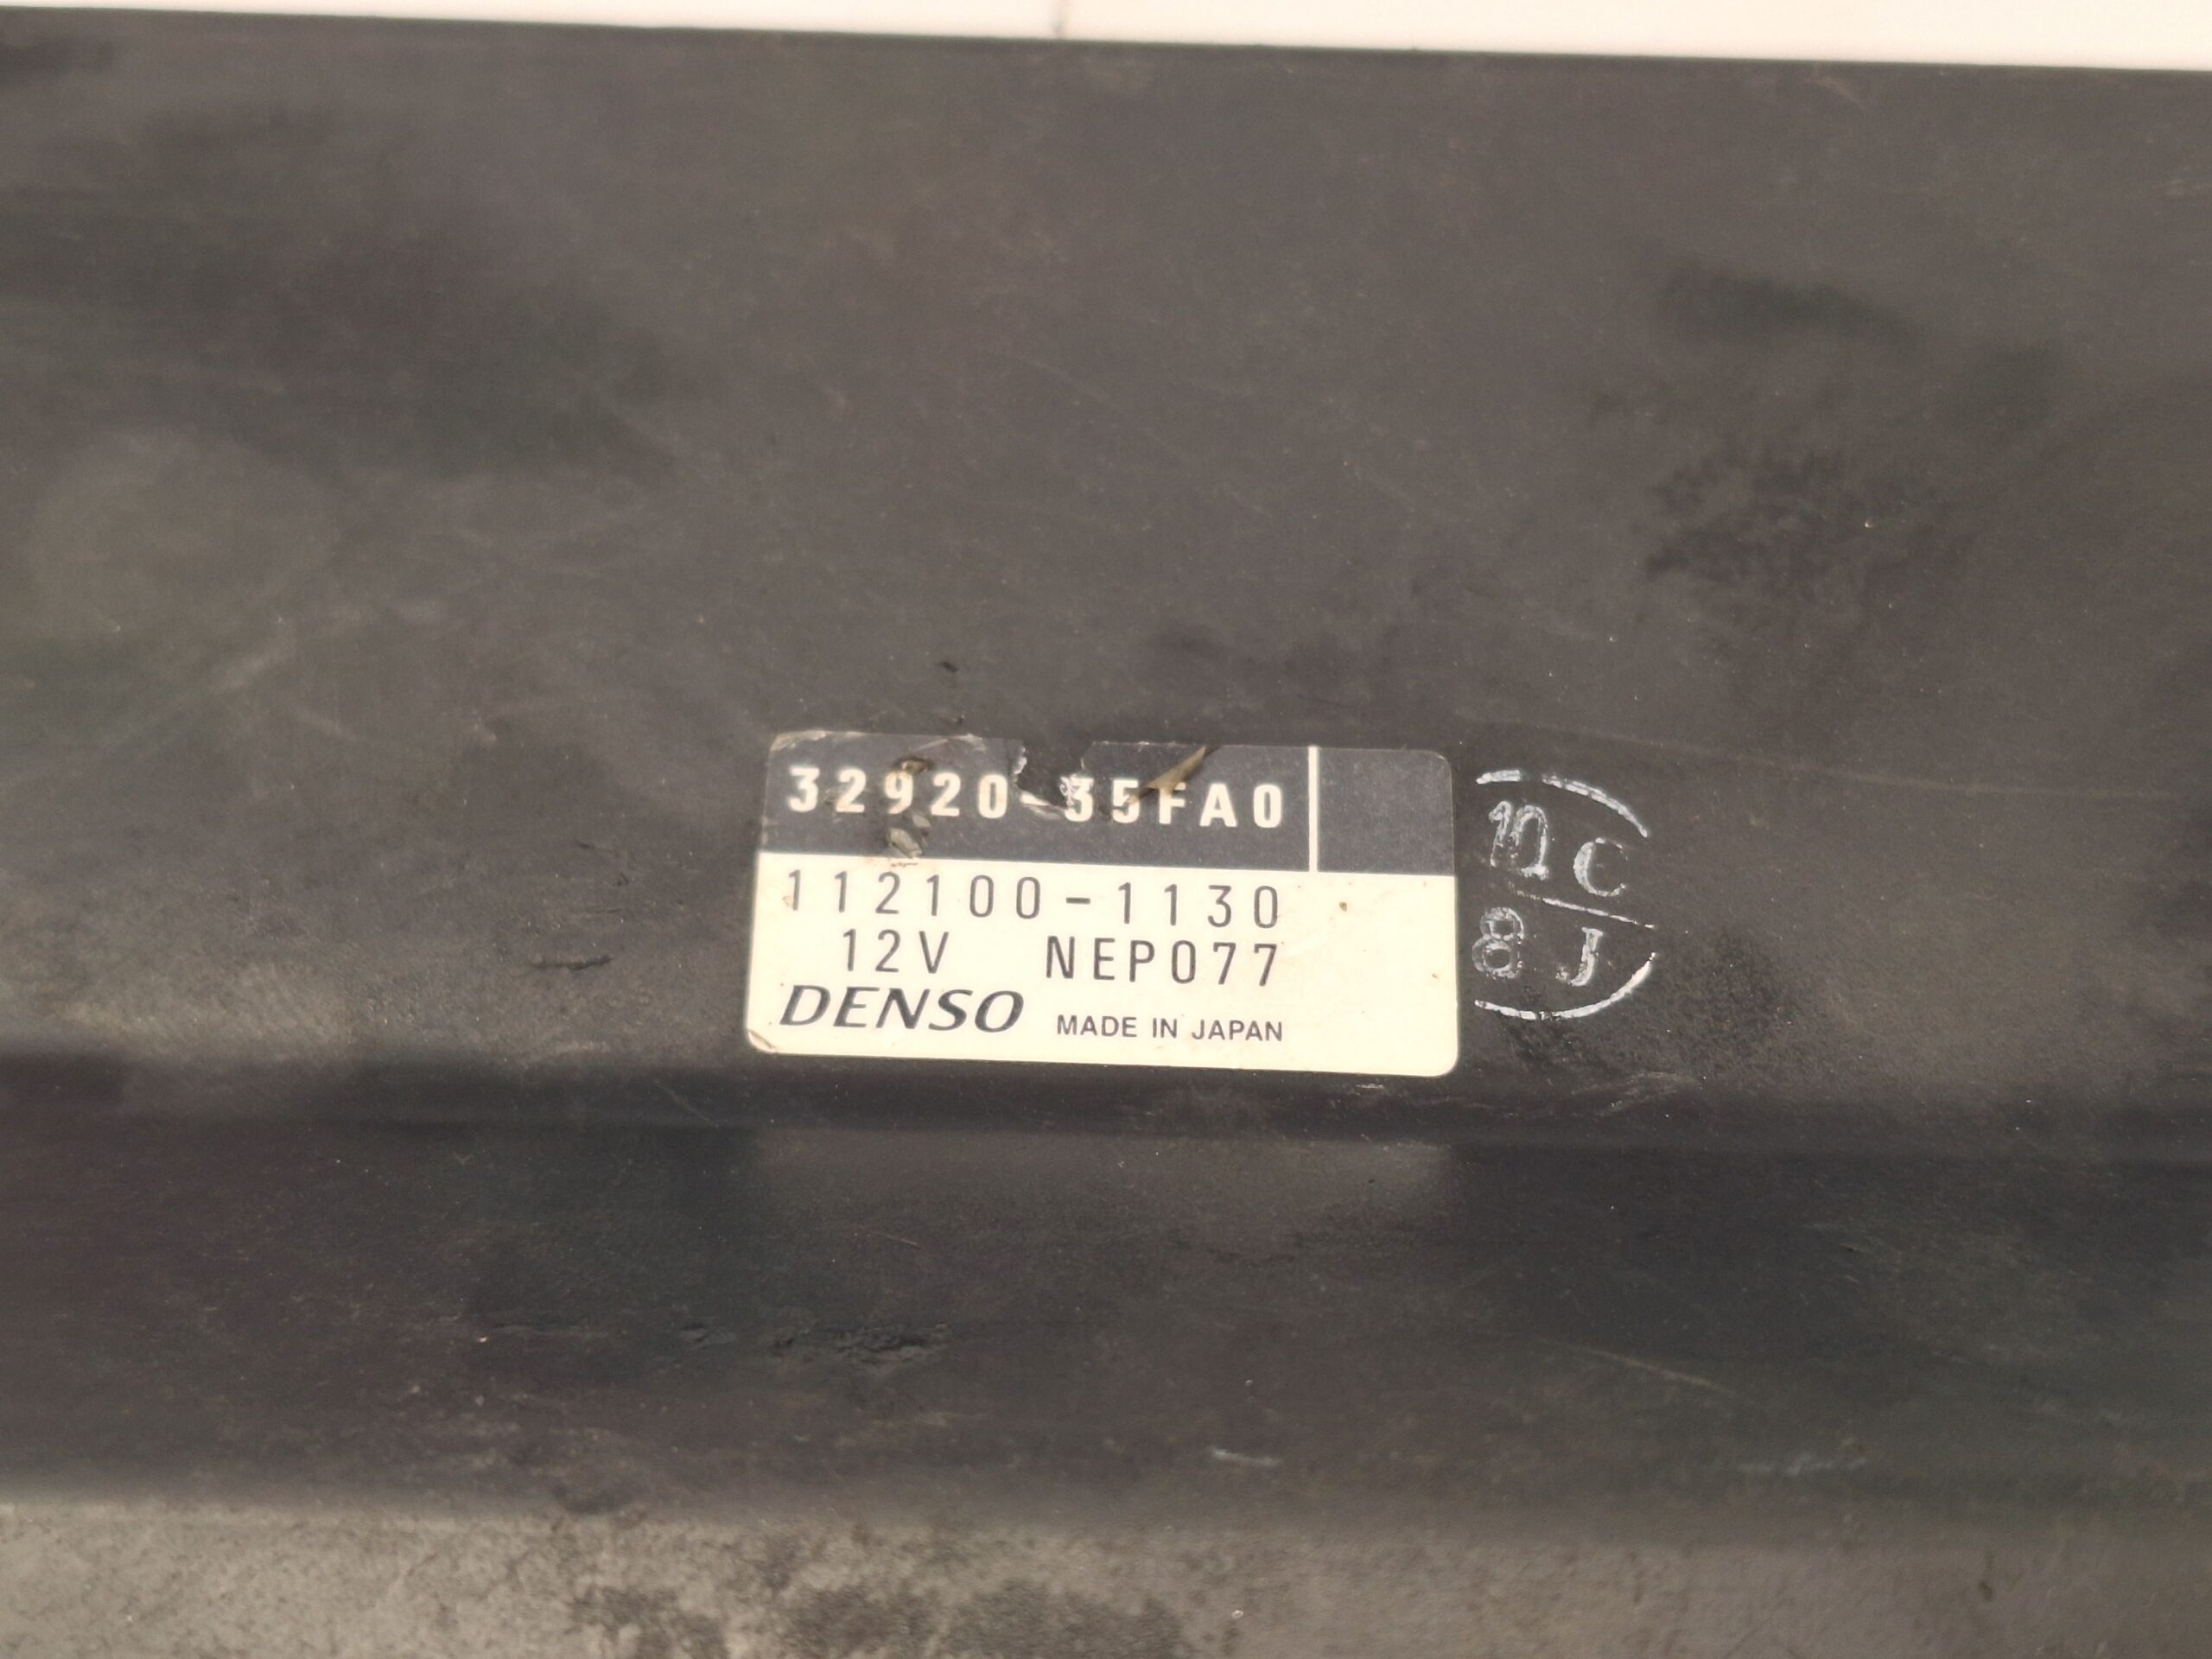 32920-35FA0
112100-1130
12V NEP077
DENSO MADE IN JAPAN
10 C
8 J